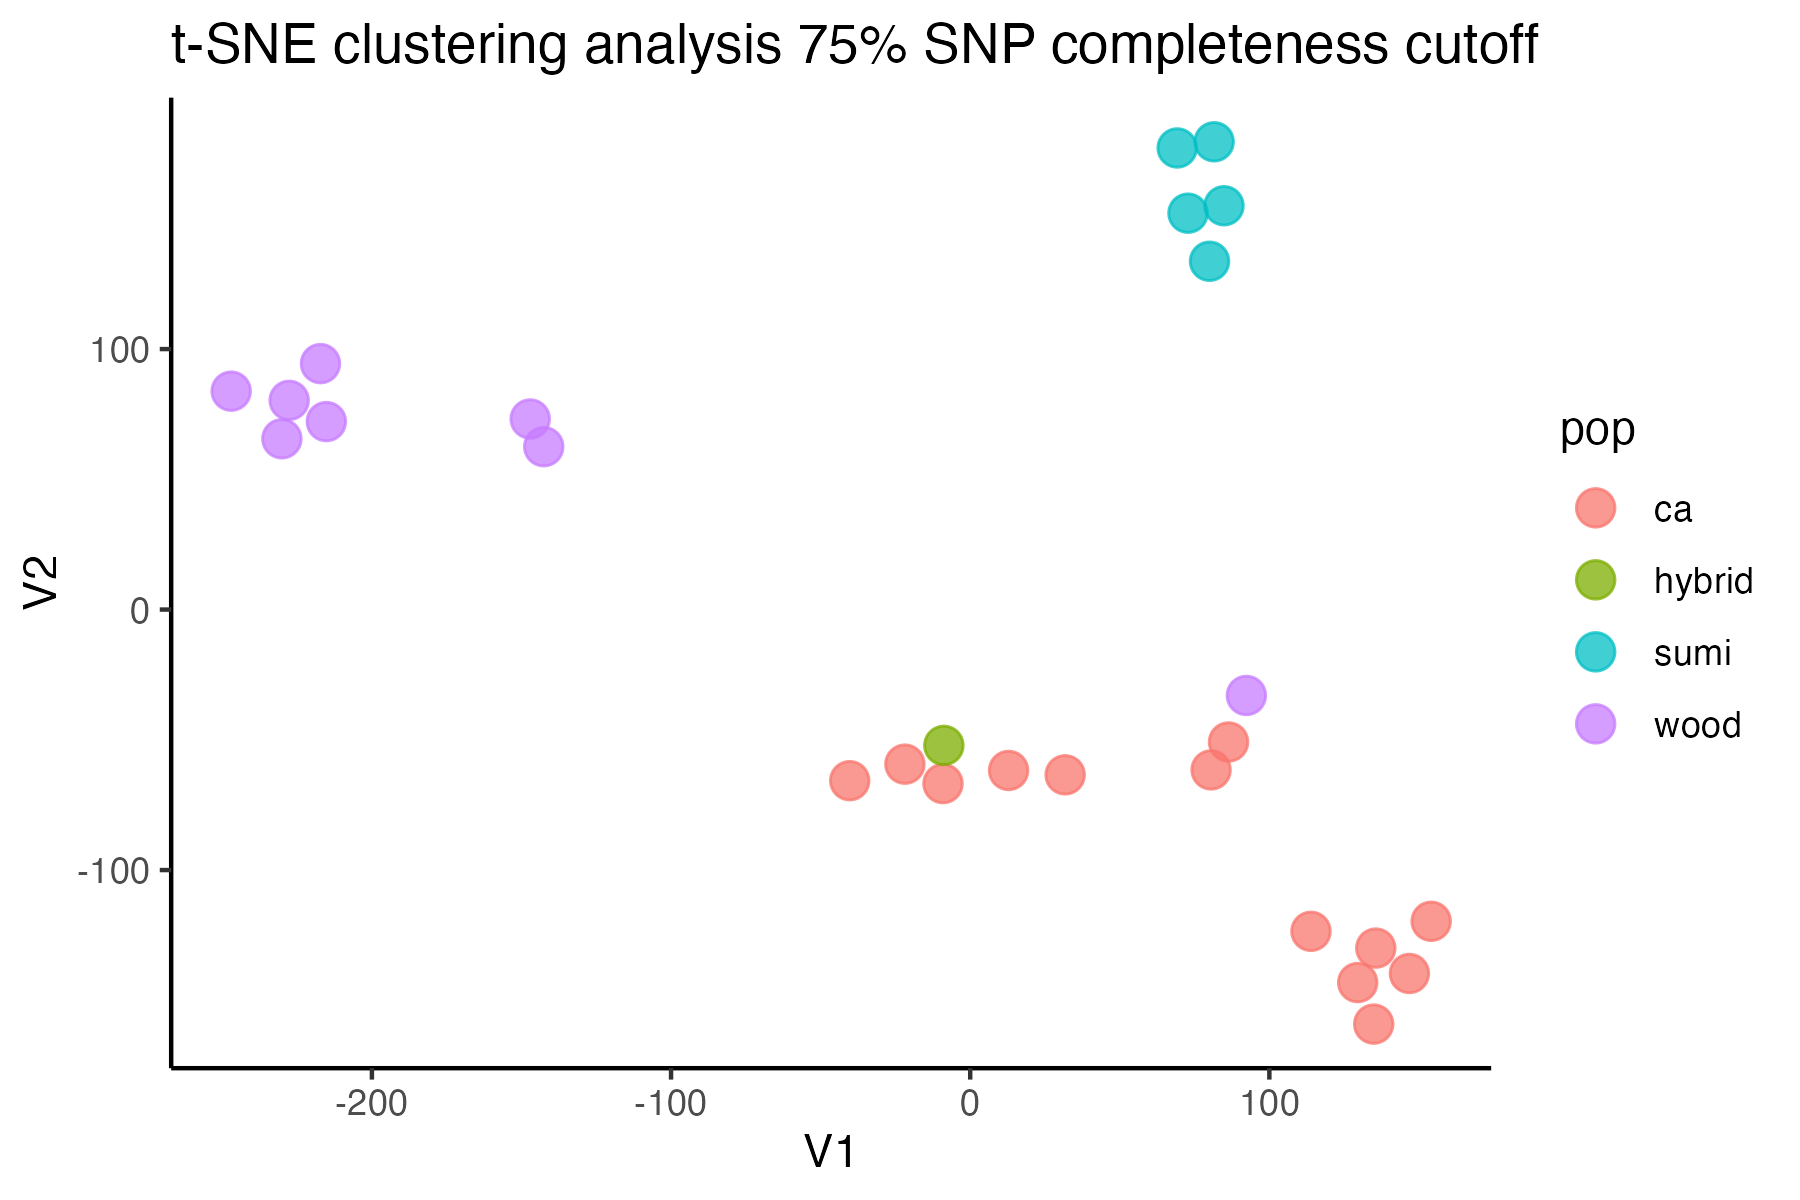 t-SNE clustering analysis 75% SNP completeness cutoff
V2
100
0
-100
-200
-100
0
100
V1
pop
ca
hybrid
sumi
wood